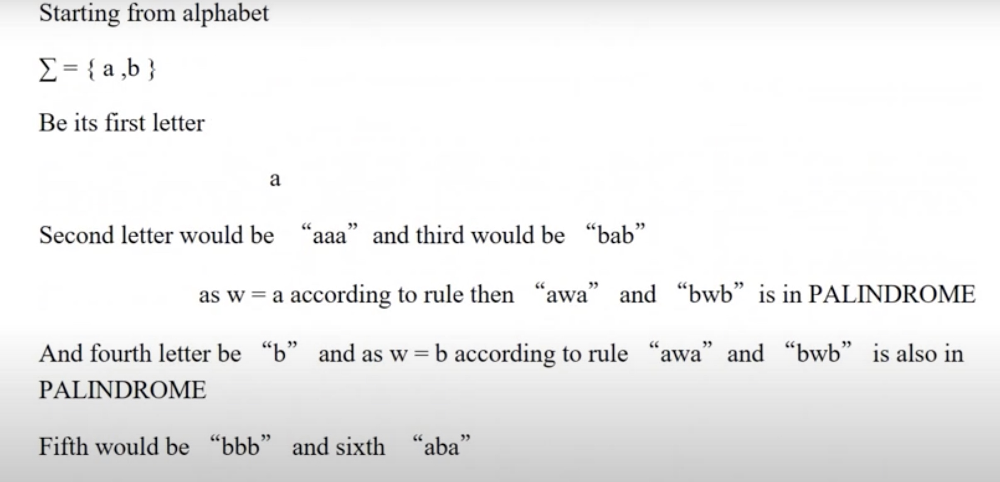 Starting from alphabet
∑ = { a ,b }
Be its first letter
a
Second letter would be “aaa” and third would be “bab”
as w = a according to rule then “awa” and “bwb” is in PALINDROME
And fourth letter be “b” and as w = b according to rule “awa” and “bwb” is also in
PALINDROME
Fifth would be “bbb” and sixth “aba”